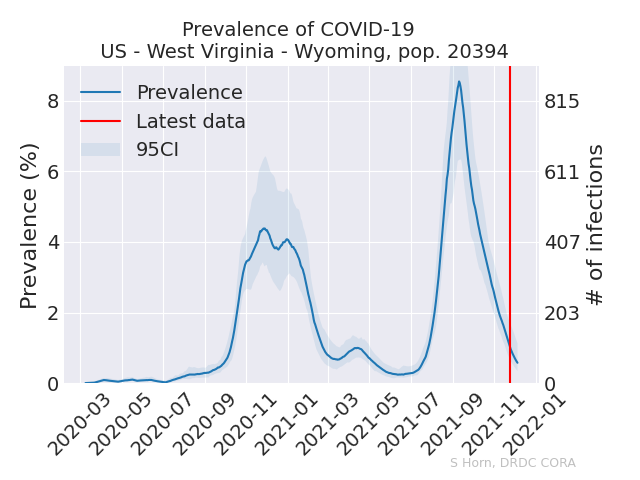 Prevalence of COVID-19
US - West Virginia - Wyoming, pop. 20394
Prevalence
Latest data
95CI
Prevalence (%)
8
6
4
2
0
815
611
407
203
0
# of infections
2020-03
2020-05
2020-07
2020-09
2020-11
2021-01
2021-03
2021-05
2021-07
2021-09
2021-11
2022-01
S Horn, DRDC CORA